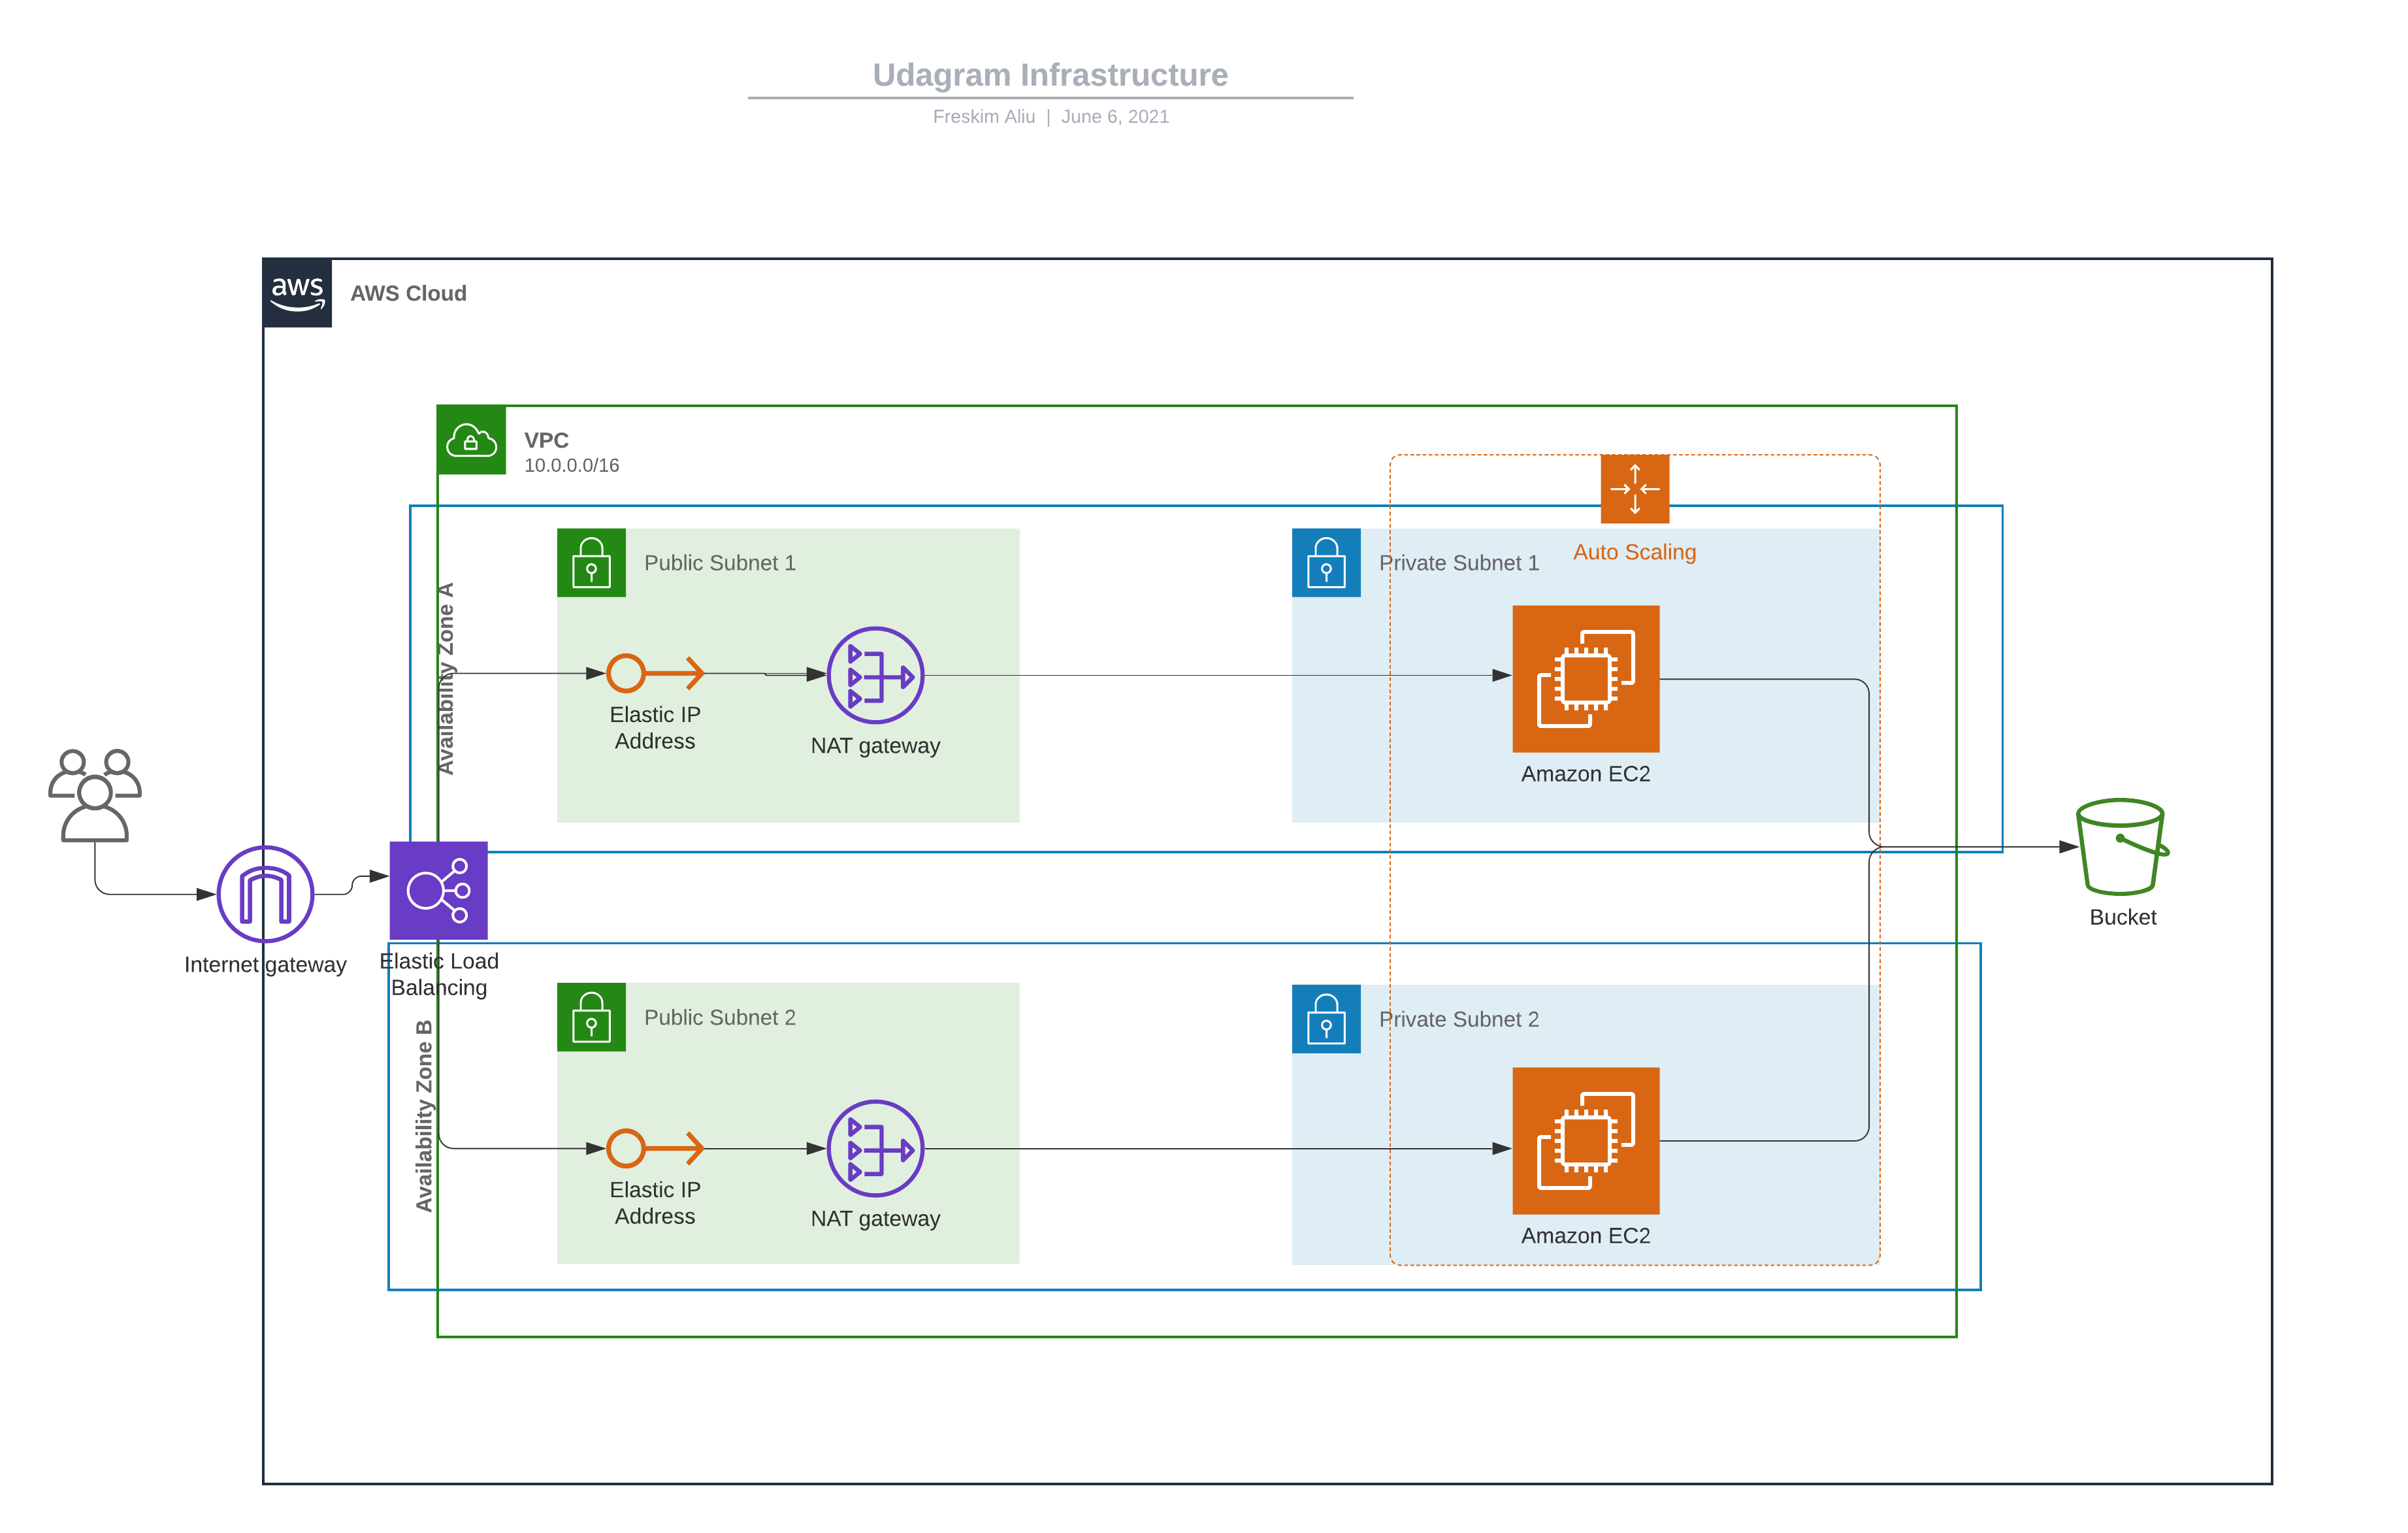 Udagram Infrastructure
Freskim Aliu | June 6, 2021
aws
AWS Cloud
VPC
10.0.0.0/16
Auto Scaling
Availability Zone A
Public Subnet 1
Private Subnet 1
Elastic IP
Address
NAT gateway
Amazon EC2
Internet gateway
Elastic Load
Balancing
Bucket
Availability Zone B
Public Subnet 2
Private Subnet 2
Elastic IP
Address
NAT gateway
Amazon EC2